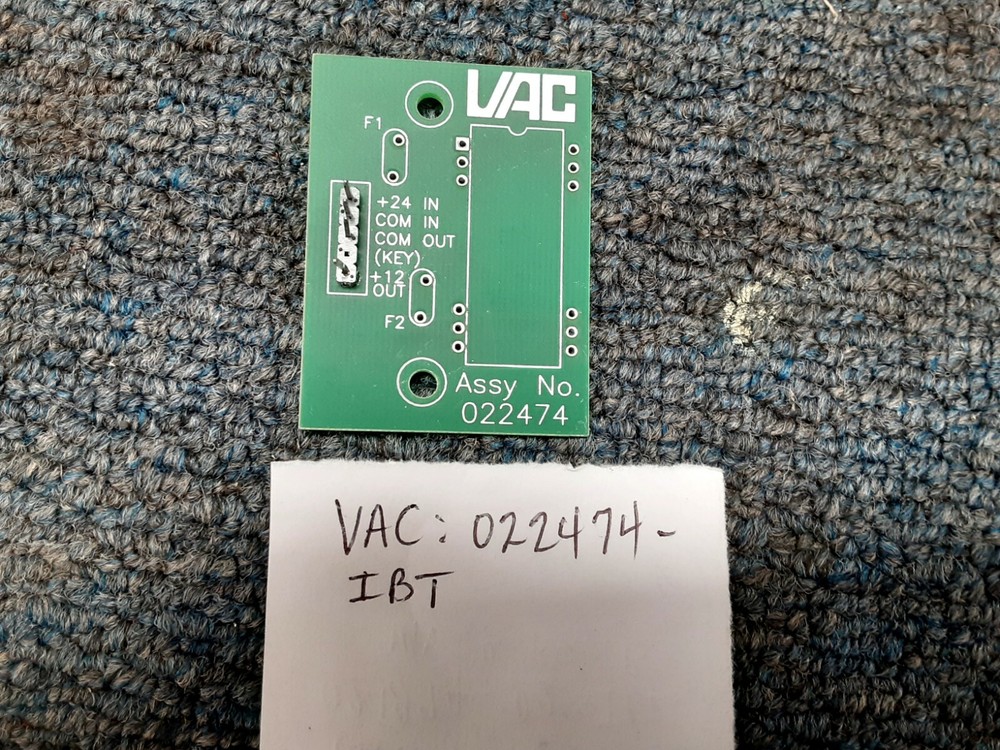 VAC
F1
+24 IN
COM IN
COM OUT
(KEY)
+12
OUT
F2
Assy No.
022474
VAC: 022474-
IBT